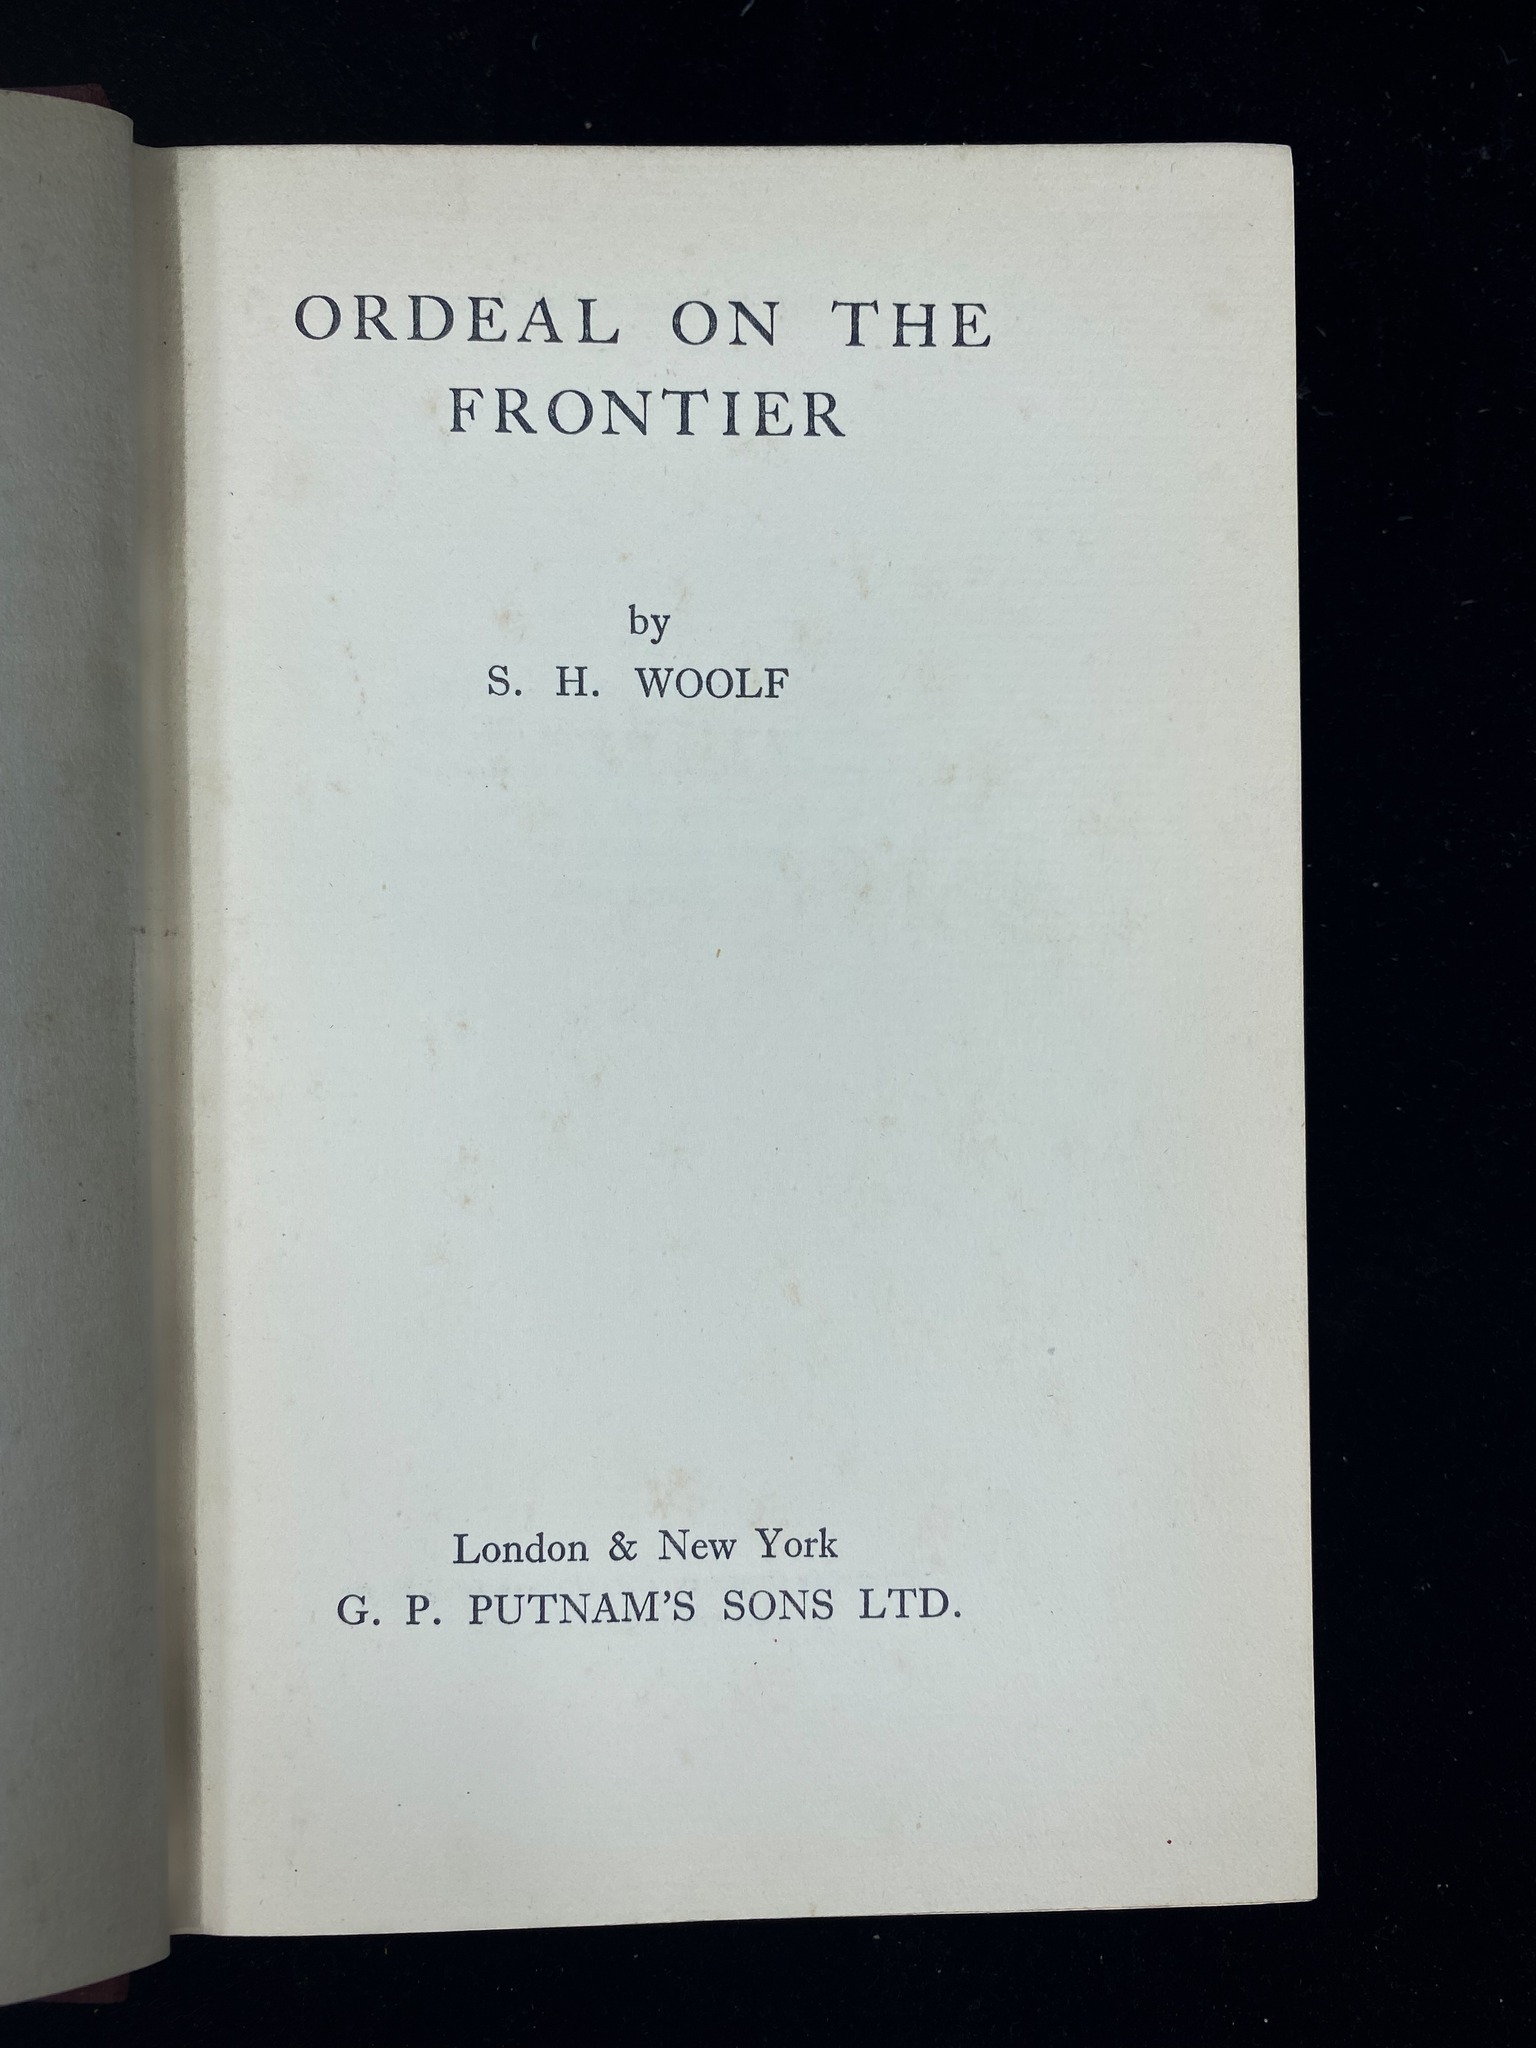 ORDEAL ON THE
FRONTIER
by
S. H. WOOLF
London & New York
G. P. PUTNAM'S SONS LTD.